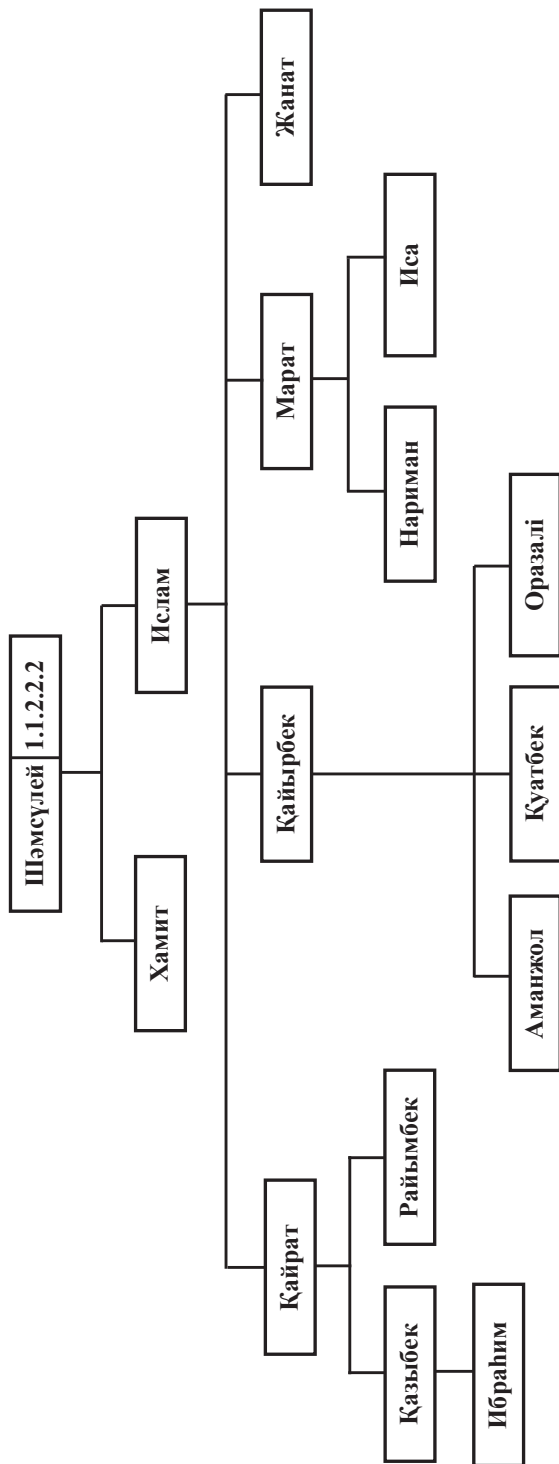 Шәмсүлей 1.1.2.2.2
Хамит
Ислам
Қайрат
Қайырбек
Марат
Жанат
Қазыбек
Райымбек
Нариман
Иса
Ибраһим
Аманжол
Қуатбек
Оразалі